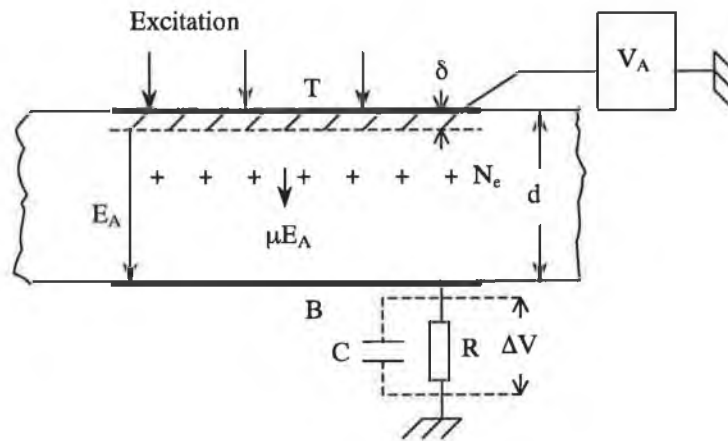 Excitation
T
δ
V_A
+ + + + + + + N_e
E_A
μE_A
d
B
C
R
ΔV